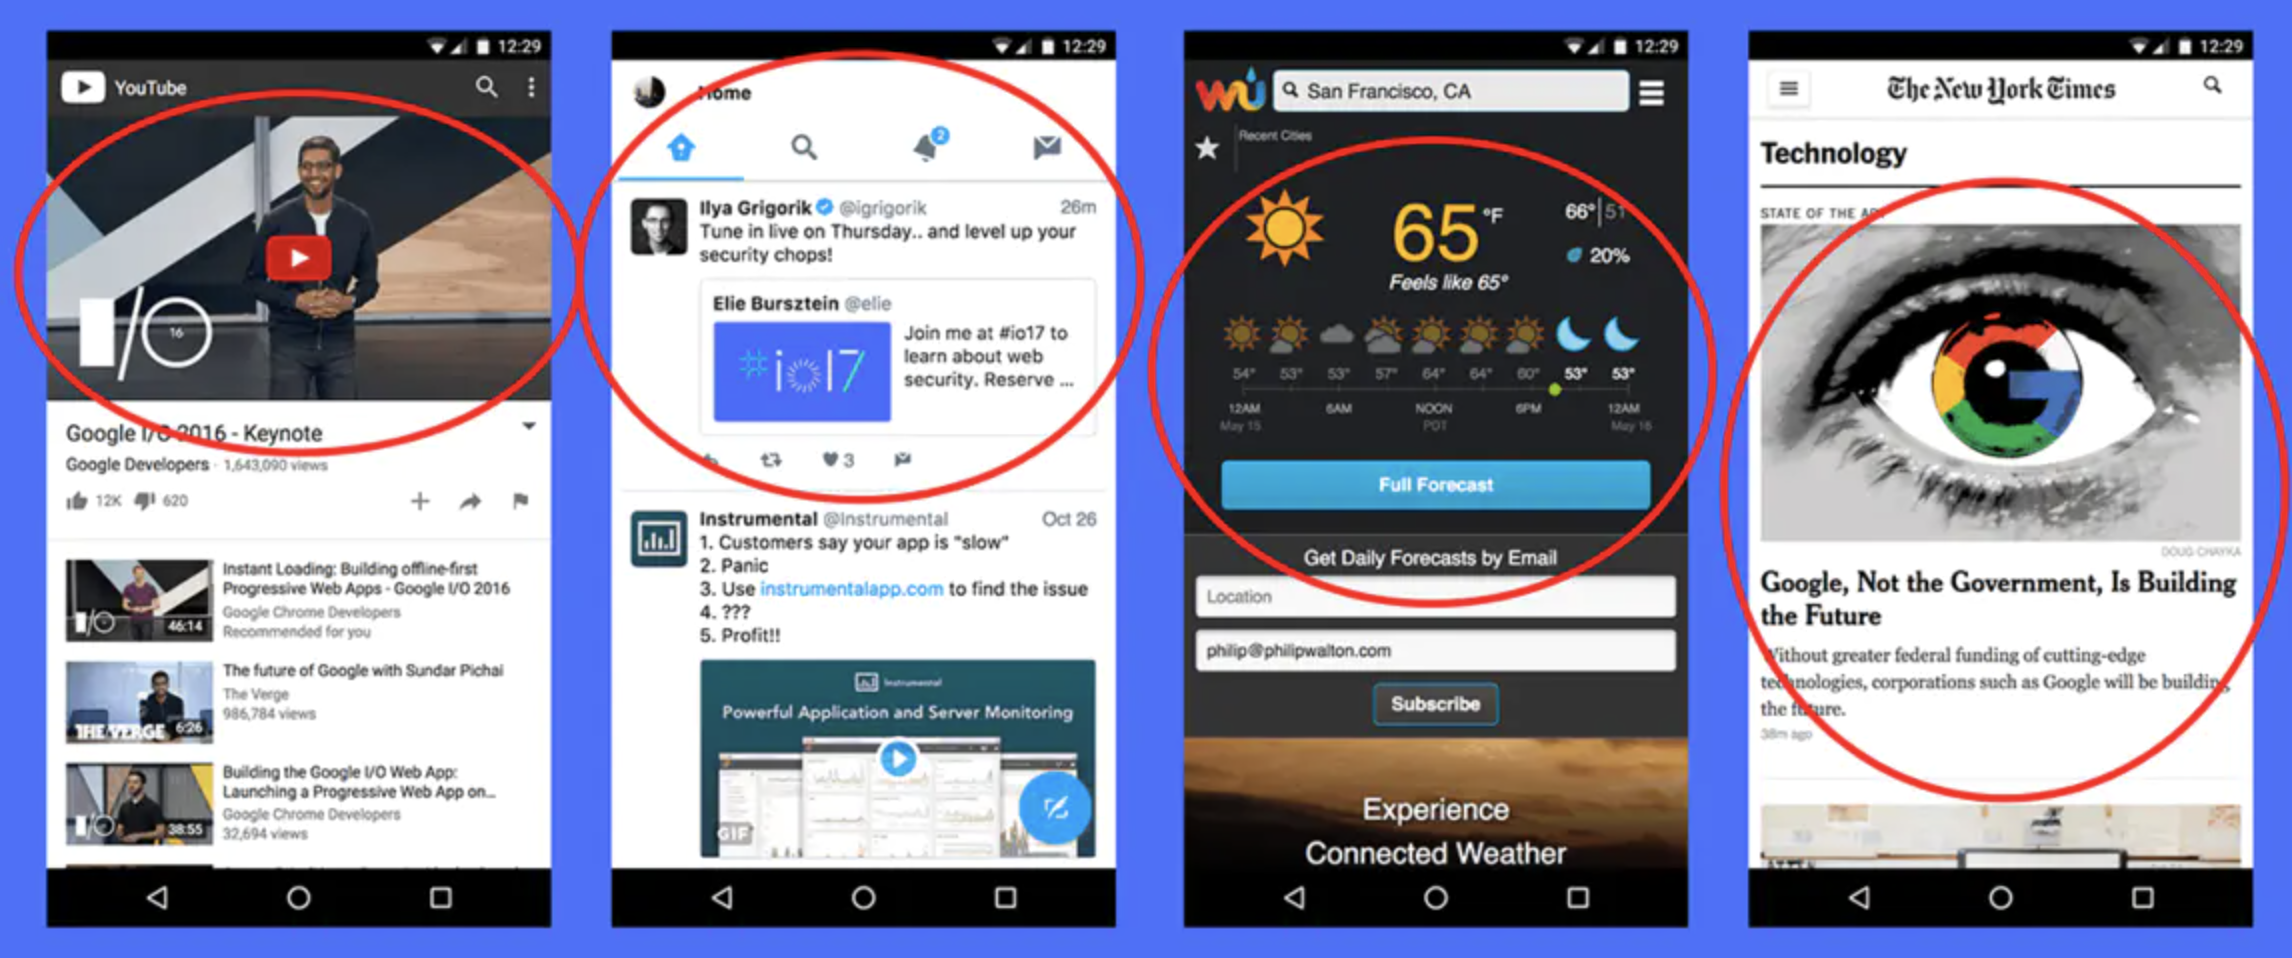 12:29
YouTube
I/O
16
Google I/O 2016 - Keynote
Google Developers · 1,643,090 views
12K
620
I/O
46:14
Instant Loading: Building offline-first
Progressive Web Apps - Google I/O 2016
Google Chrome Developers
Recommended for you
THE VERGE
6:26
The future of Google with Sundar Pichai
The Verge
986,784 views
I/O
38:55
Building the Google I/O Web App:
Launching a Progressive Web App on...
Google Chrome Developers
32,694 views
12:29
Home
2
Ilya Grigorik @igrigorik 26m
Tune in live on Thursday.. and level up your
security chops!
Elie Bursztein @elie
#io17
Join me at #io17 to
learn about web
security. Reserve ...
3
Instrumental @Instrumental Oct 26
1. Customers say your app is "slow"
2. Panic
3. Use instrumentalapp.com to find the issue
4. ???
5. Profit!!
Instrumental
Powerful Application and Server Monitoring
GIF
12:29
WU
San Francisco, CA
Recent Cities
65 °F
66° | 51
20%
Feels like 65°
54° 53° 53° 57° 64° 64° 60° 53° 53°
12AM 6AM NOON 6PM 12AM
May 15 PDT May 16
Full Forecast
Get Daily Forecasts by Email
Location
philip@philipwalton.com
Subscribe
Experience
Connected Weather
12:29
The New York Times
Technology
STATE OF THE ART
DOUG CHAYKA
Google, Not the Government, Is Building
the Future
Without greater federal funding of cutting-edge
technologies, corporations such as Google will be building
the future.
38m ago